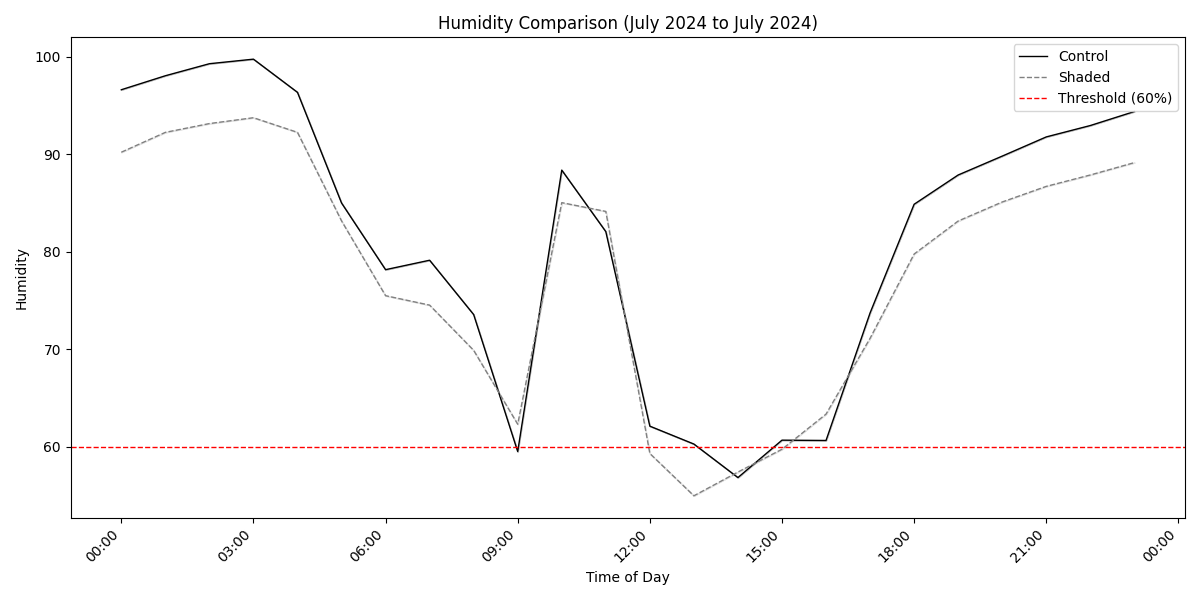 Humidity Comparison (July 2024 to July 2024)
Control
Shaded
Threshold (60%)
Humidity
100
90
80
70
60
00:00
03:00
06:00
09:00
12:00
15:00
18:00
21:00
00:00
Time of Day